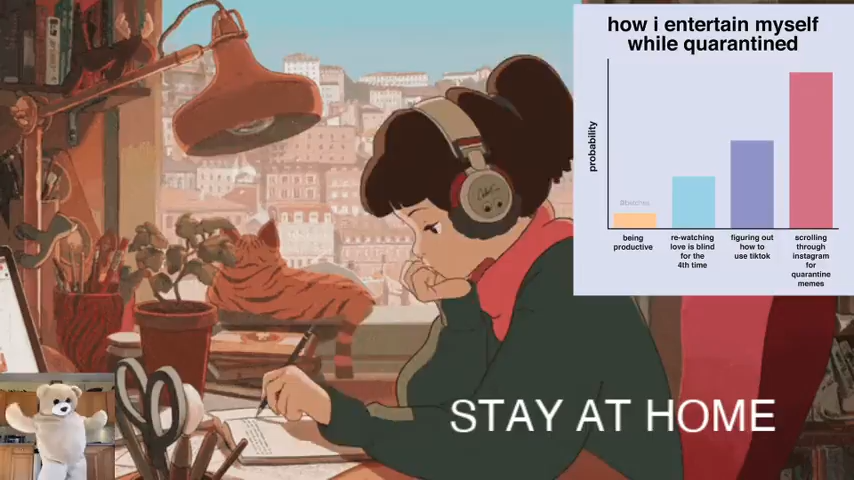 how i entertain myself
while quarantined
probability
@betches
being
productive
re-watching
love is blind
for the
4th time
figuring out
how to
use tiktok
scrolling
through
instagram
for
quarantine
memes
STAY AT HOME